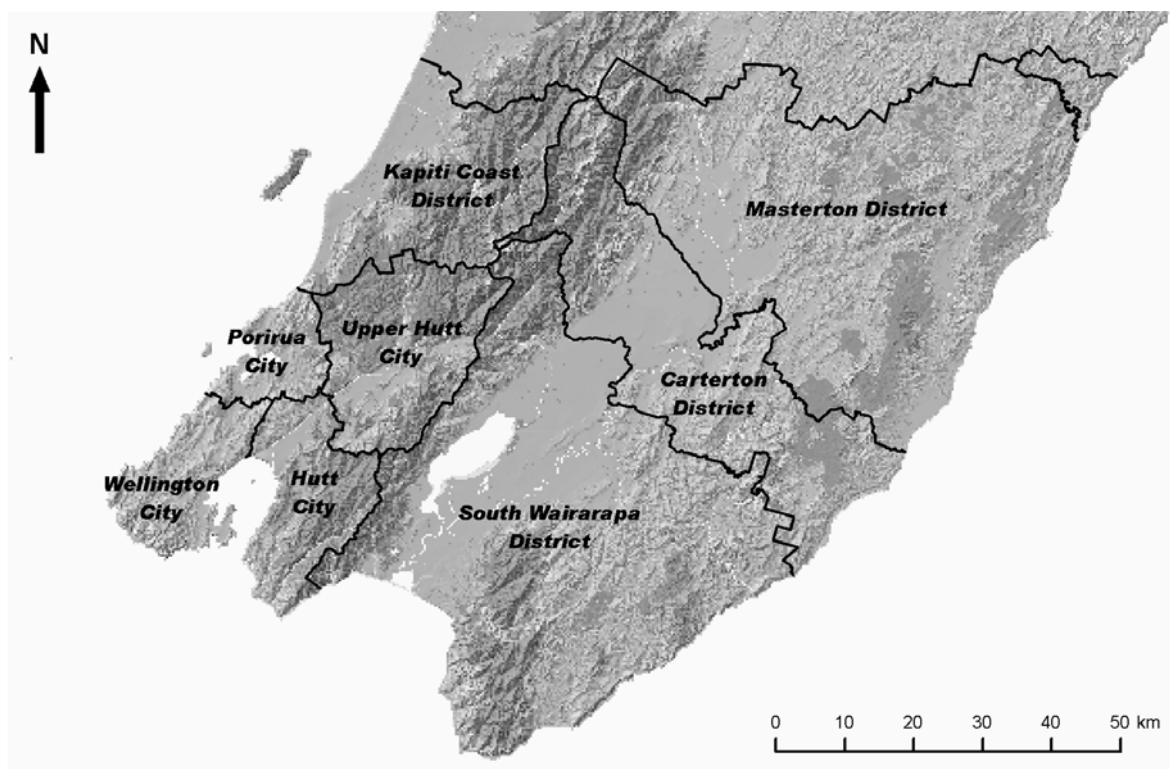 N
Kapiti Coast
District
Masterton District
Porirua
City
Upper Hutt
City
Carterton
District
Wellington
City
Hutt
City
South Wairarapa
District
0 10 20 30 40 50 km